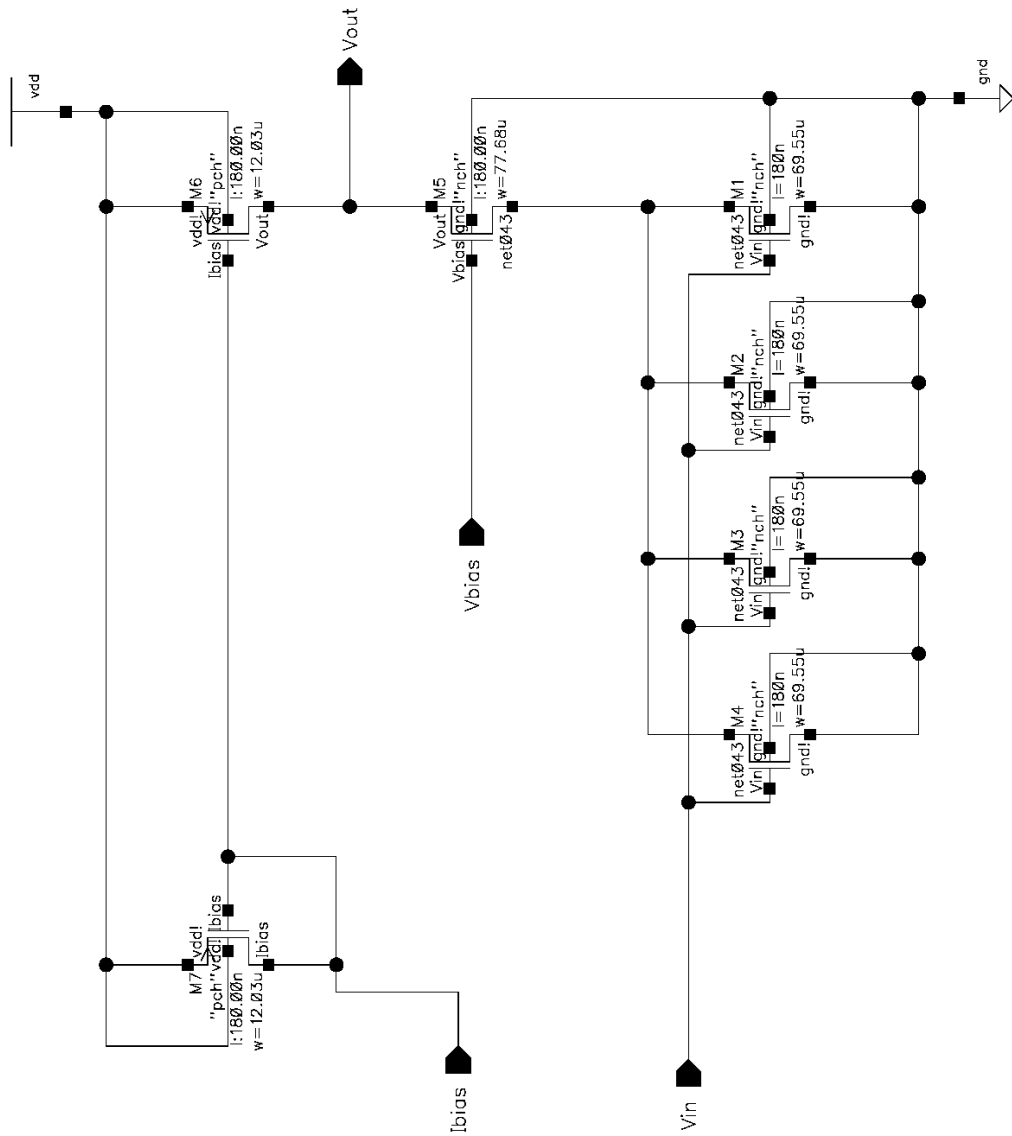 vdd
M6
vdd!
vdd!
"pch"
Ibias
l:180.00n
w=12.03u
Vout
Vout
M5
Vout
gnd!
"nch"
Vbias
l:180.00n
w=77.68u
net043
Vbias
M1
net043
gnd!
"nch"
Vin
l=180n
w=69.55u
gnd!
gnd
M2
net043
gnd!
"nch"
Vin
l=180n
w=69.55u
gnd!
M3
net043
gnd!
"nch"
Vin
l=180n
w=69.55u
gnd!
M4
net043
gnd!
"nch"
Vin
l=180n
w=69.55u
gnd!
M7
vdd!
Ibias
"pch"
vdd!
l:180.00n
w=12.03u
Ibias
Ibias
Vin